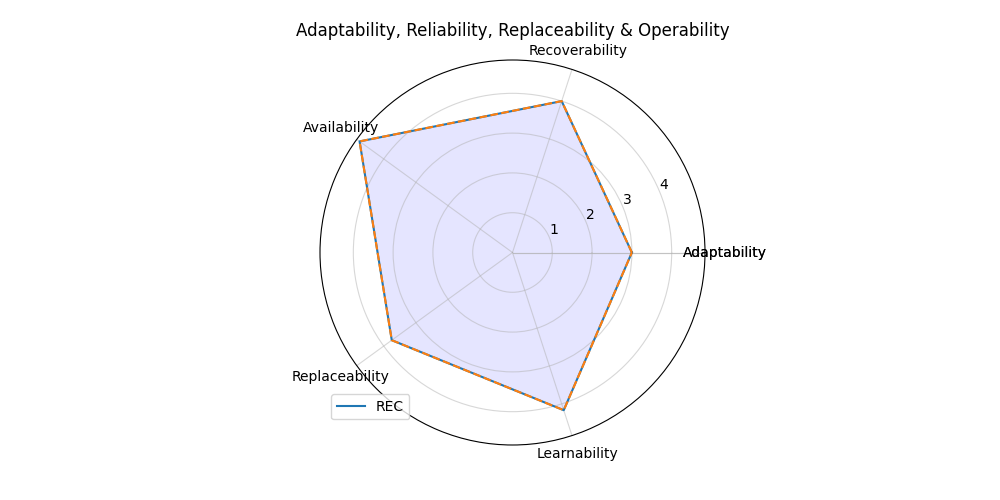 Adaptability, Reliability, Replaceability & Operability
Recoverability
Availability
4
3
2
1
Adaptability
Replaceability
REC
Learnability